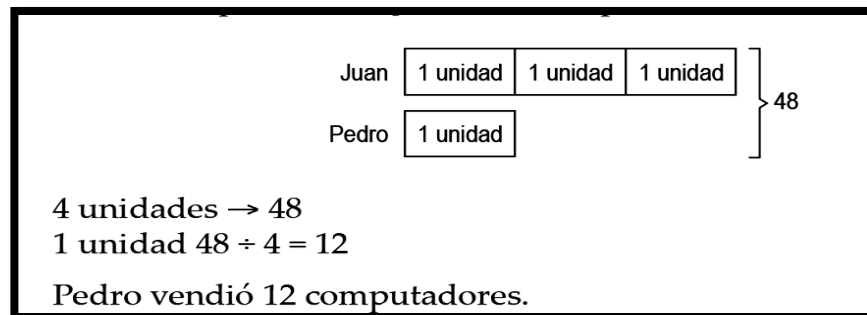 Juan 1 unidad 1 unidad 1 unidad
48
Pedro 1 unidad
4 unidades → 48
1 unidad 48 ÷ 4 = 12
Pedro vendió 12 computadores.